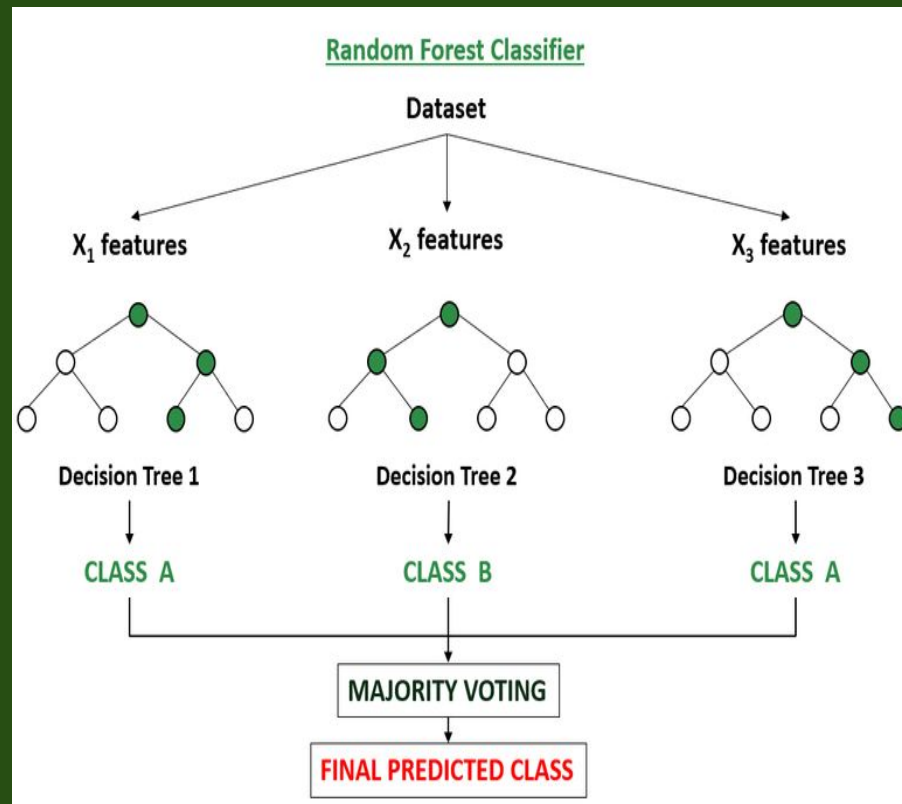 Random Forest Classifier
Dataset
X₁ features
X₂ features
X₃ features
Decision Tree 1
Decision Tree 2
Decision Tree 3
CLASS A
CLASS B
CLASS A
MAJORITY VOTING
FINAL PREDICTED CLASS